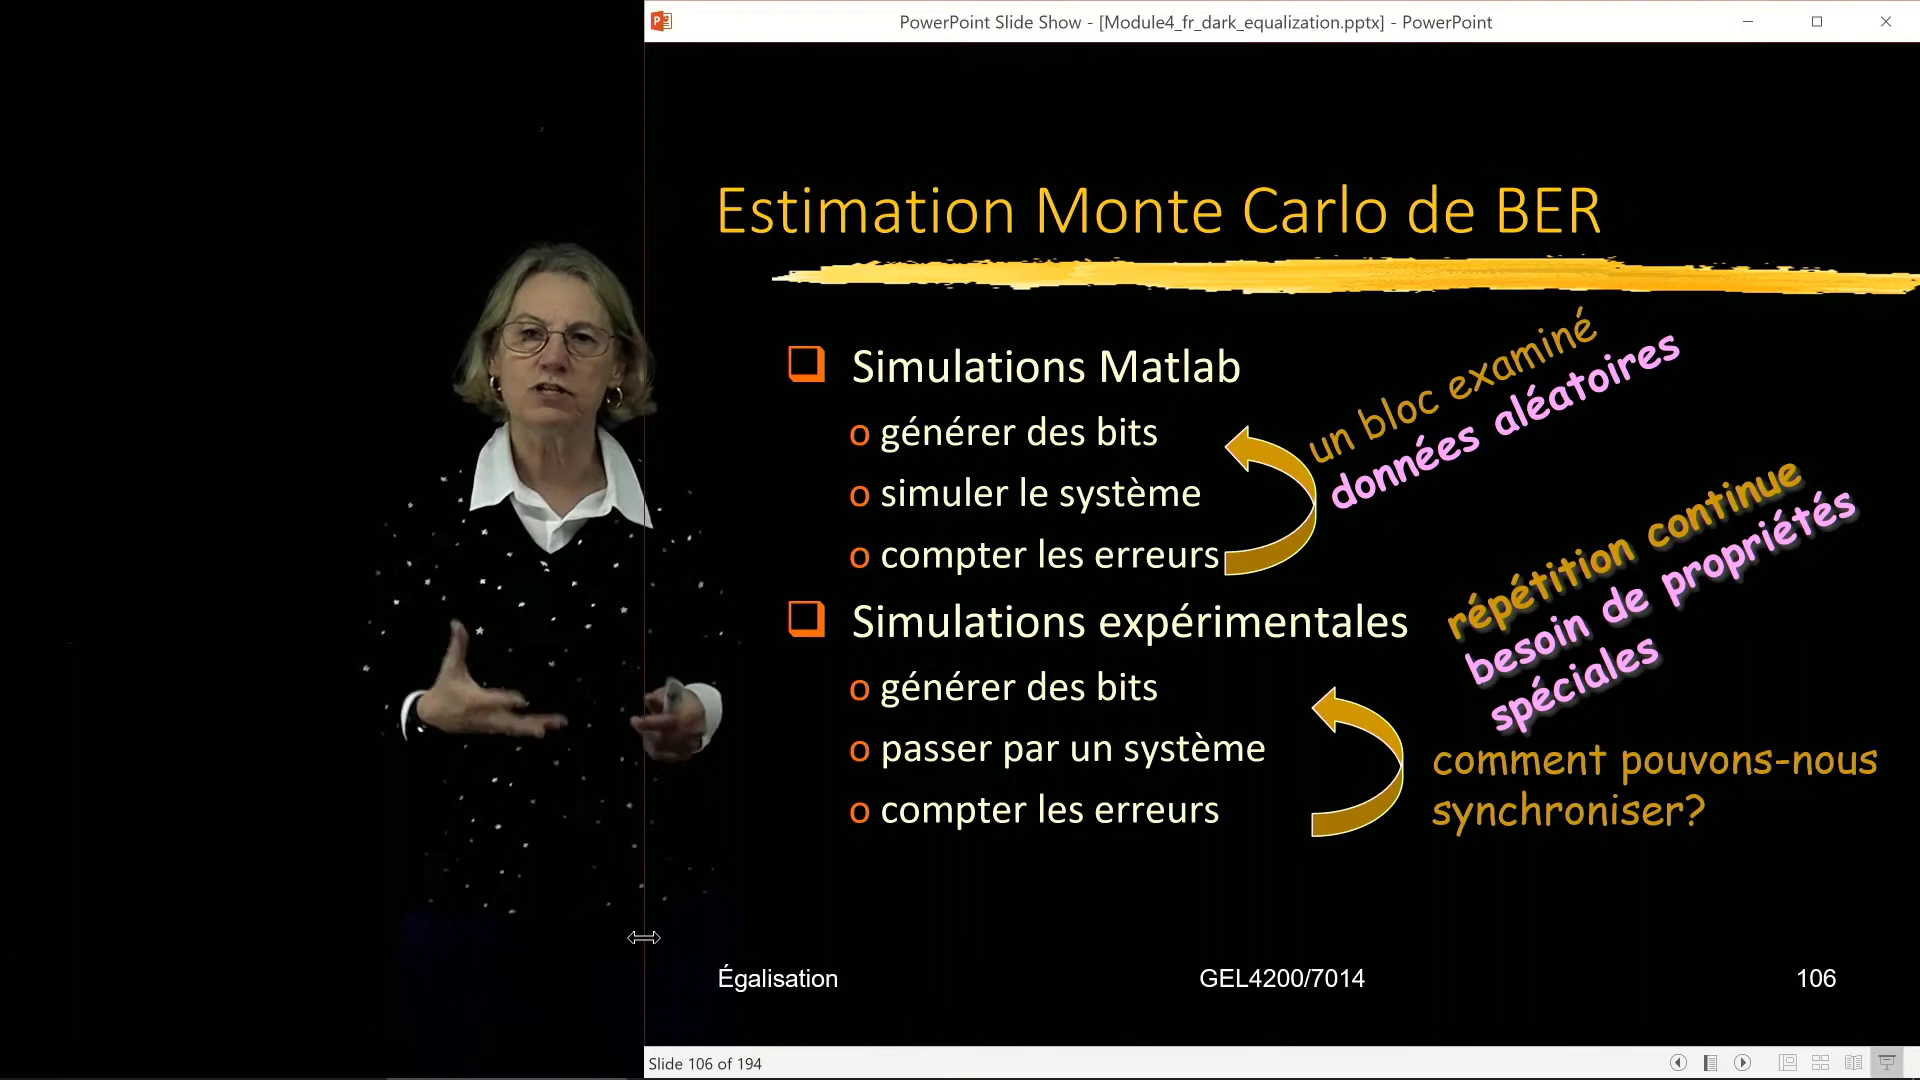 PowerPoint Slide Show - [Module4_fr_dark_equalization.pptx] - PowerPoint
Estimation Monte Carlo de BER
Simulations Matlab
o générer des bits
o simuler le système
o compter les erreurs
un bloc examiné
données aléatoires
Simulations expérimentales
o générer des bits
o passer par un système
o compter les erreurs
répétition continue
besoin de propriétés
spéciales
comment pouvons-nous
synchroniser?
Égalisation
GEL4200/7014
106
Slide 106 of 194